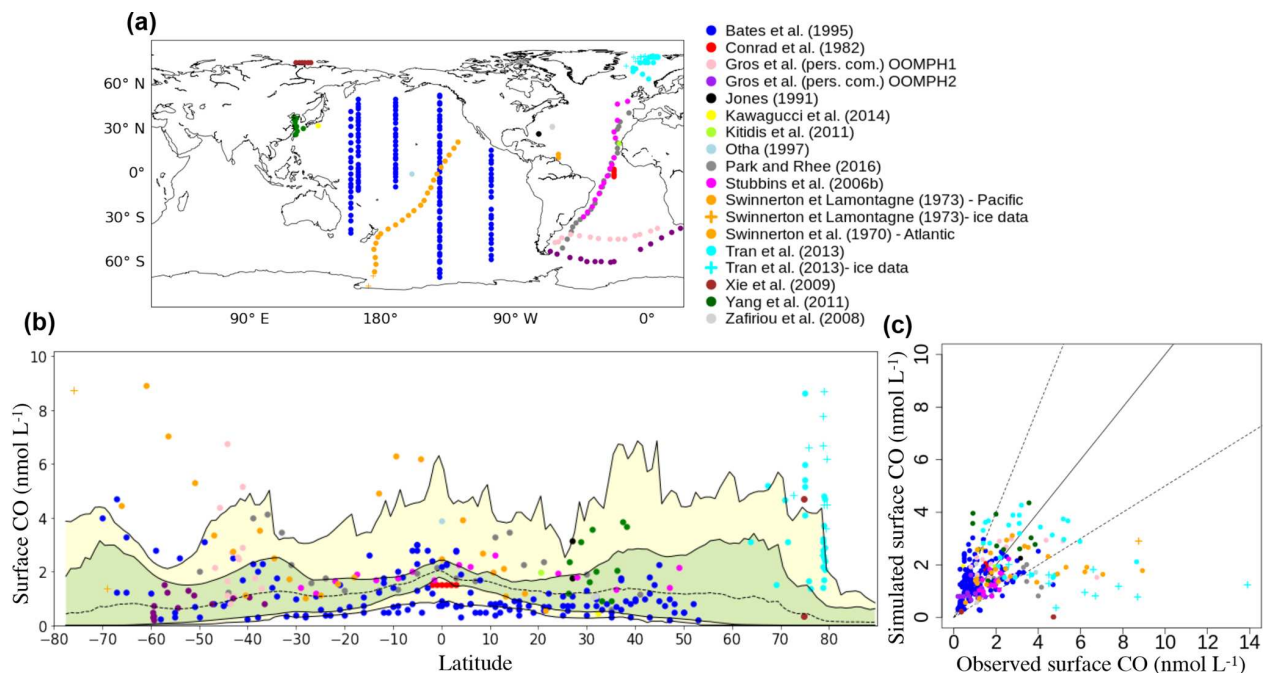 (a)
60° N
30° N
0°
30° S
60° S
90° E
180°
90° W
0°
Bates et al. (1995)
Conrad et al. (1982)
Gros et al. (pers. com.) OOMPH1
Gros et al. (pers. com.) OOMPH2
Jones (1991)
Kawagucci et al. (2014)
Kitidis et al. (2011)
Otha (1997)
Park and Rhee (2016)
Stubbins et al. (2006b)
Swinnerton et Lamontagne (1973) - Pacific
Swinnerton et Lamontagne (1973)- ice data
Swinnerton et al. (1970) - Atlantic
Tran et al. (2013)
Tran et al. (2013)- ice data
Xie et al. (2009)
Yang et al. (2011)
Zafiriou et al. (2008)
(b)
Surface CO (nmol L-1)
10
8
6
4
2
0
−80 −70 −60 −50 −40 −30 −20 −10 0 10 20 30 40 50 60 70 80
Latitude
(c)
Simulated surface CO (nmol L-1)
10
8
6
4
2
0
0 2 4 6 8 10 12 14
Observed surface CO (nmol L-1)